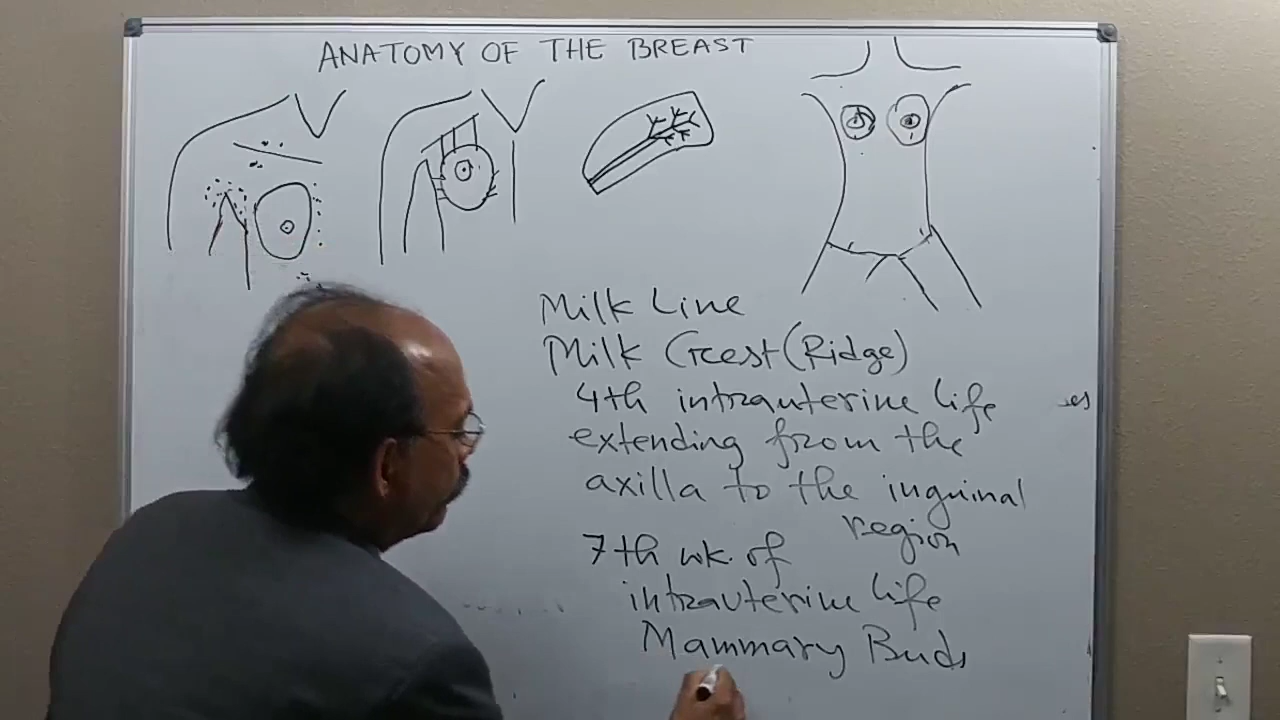 ANATOMY OF THE BREAST
Milk Line
Milk Crest (Ridge)
4th intrauterine life
extending from the
axilla to the inguinal
region
7th wk. of
intrauterine life
Mammary Buds